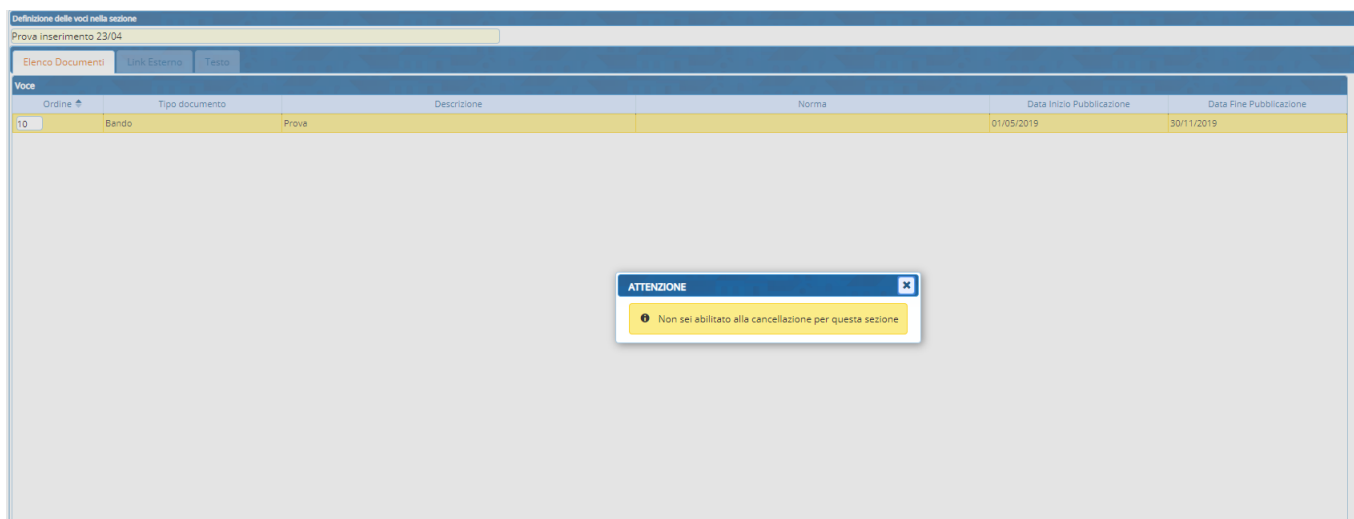 Definizione delle voci nella sezione
Prova inserimento 23/04
Elenco Documenti Link Esterno Testo
Voce
Ordine Tipo documento Descrizione Norma Data Inizio Pubblicazione Data Fine Pubblicazione
10 Bando Prova 01/05/2019 30/11/2019
ATTENZIONE
Non sei abilitato alla cancellazione per questa sezione